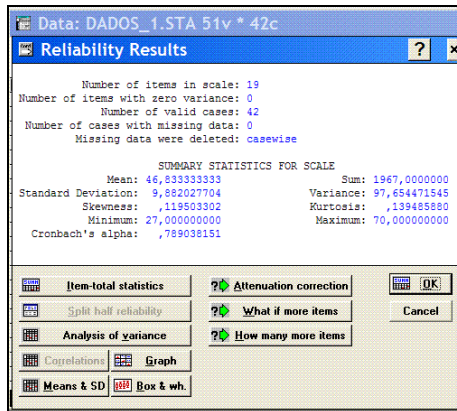 Data: DADOS_1.STA 51v * 42c
Reliability Results ? ×
Number of items in scale: 19
Number of items with zero variance: 0
Number of valid cases: 42
Number of cases with missing data: 0
Missing data were deleted: casewise
SUMMARY STATISTICS FOR SCALE
Mean: 46,833333333 Sum: 1967,0000000
Standard Deviation: 9,882027704 Variance: 97,654471545
Skewness: ,119503302 Kurtosis: ,139485880
Minimum: 27,000000000 Maximum: 70,000000000
Cronbach's alpha: ,789038151
Item-total statistics ? Attenuation correction OK
Split half reliability ? What if more items Cancel
Analysis of variance ? How many more items
Correlations Graph
Means & SD Box & wh.